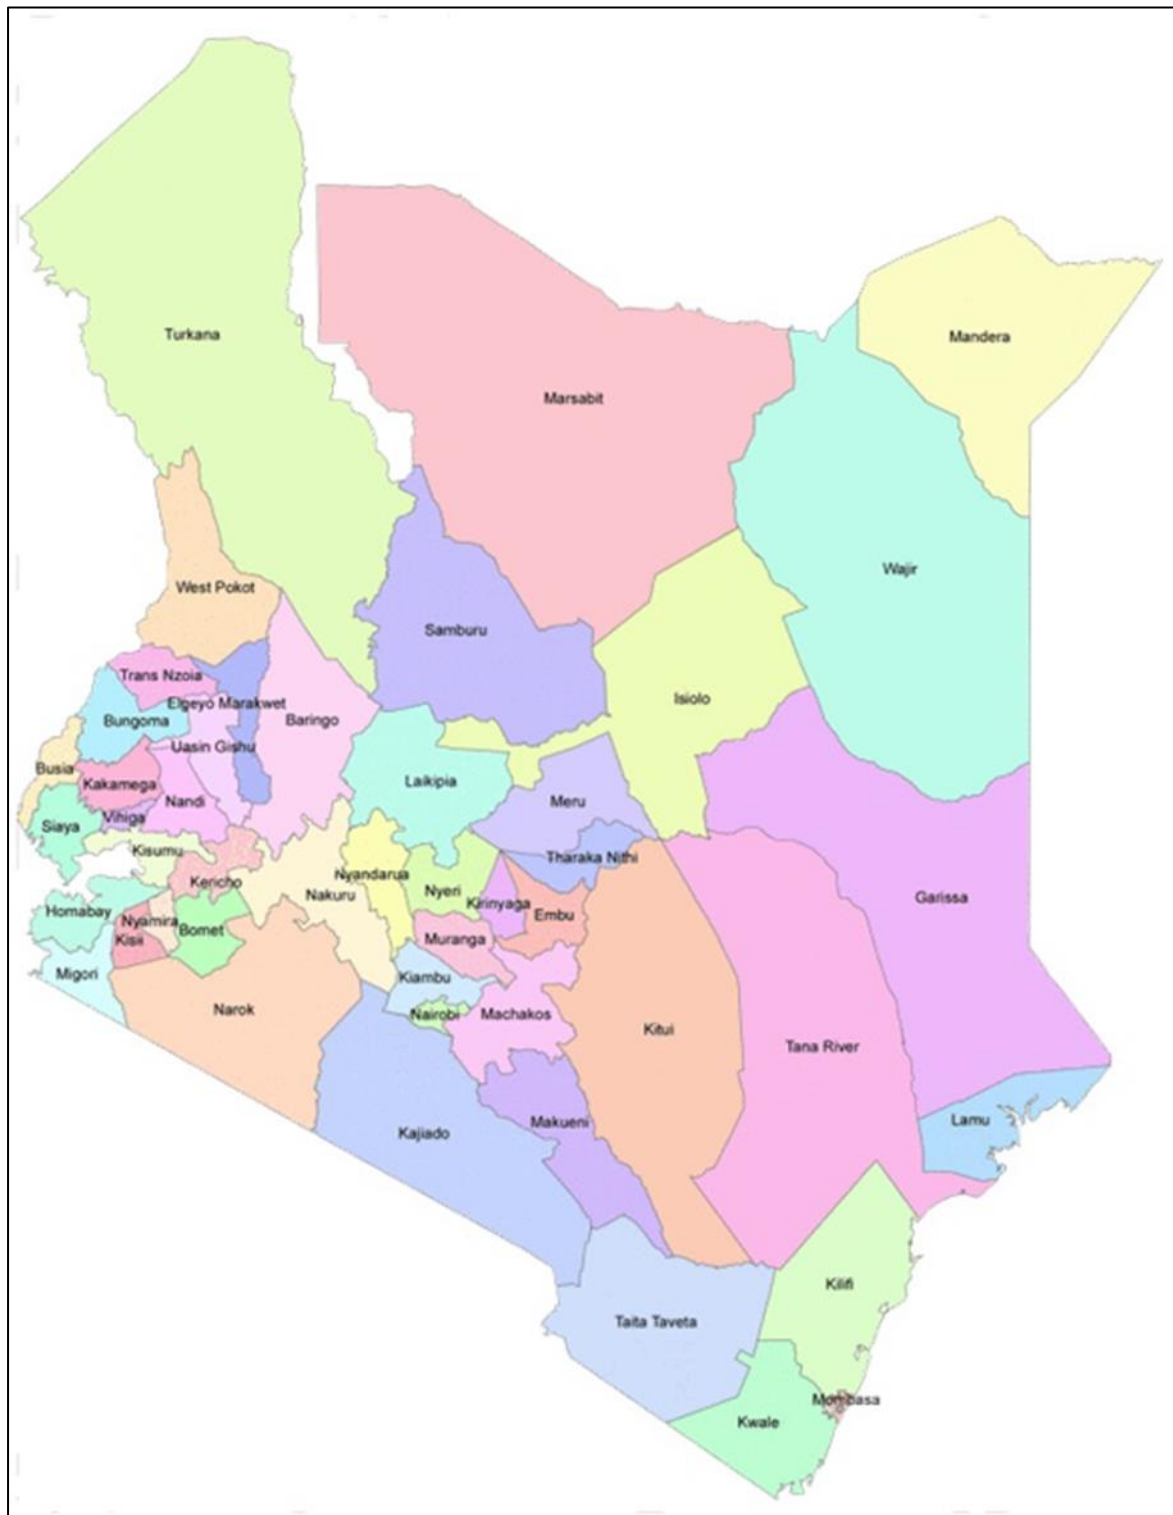 Turkana
Mandera
Marsabit
Wajir
West Pokot
Samburu
Trans Nzoia
Isiolo
Elgeyo Marakwet
Bungoma
Baringo
Uasin Gishu
Busia
Kakamega
Laikipia
Nandi
Meru
Vihiga
Siaya
Kisumu
Tharaka Nithi
Nyandarua
Kericho
Nyeri
Nakuru
Garissa
Kirinyaga
Homabay
Embu
Nyamira
Bomet
Kisii
Muranga
Migori
Kiambu
Narok
Nairobi
Machakos
Kitui
Tana River
Lamu
Makueni
Kajiado
Kilifi
Taita Taveta
Mombasa
Kwale